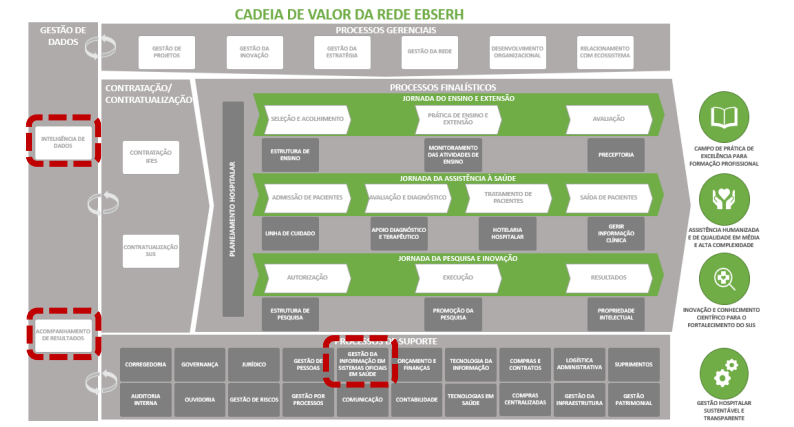 CADEIA DE VALOR DA REDE EBSERH
GESTÃO DE
DADOS
INTELIGÊNCIA DE
DADOS
ACOMPANHAMENTO
DE RESULTADOS
PROCESSOS GERENCIAIS
GESTÃO DE
PROJETOS
GESTÃO DA
INOVAÇÃO
GESTÃO DA
ESTRATÉGIA
GESTÃO DA REDE
DESENVOLVIMENTO
ORGANIZACIONAL
RELACIONAMENTO
COM ECOSSISTEMA
CONTRATAÇÃO/
CONTRATUALIZAÇÃO
CONTRATAÇÃO
IFES
CONTRATUALIZAÇÃO
SUS
PROCESSOS FINALÍSTICOS
PLANEJAMENTO HOSPITALAR
JORNADA DO ENSINO E EXTENSÃO
SELEÇÃO E ACOLHIMENTO
PRÁTICA DE ENSINO E
EXTENSÃO
AVALIAÇÃO
ESTRUTURA DE
ENSINO
MONITORAMENTO
DAS ATIVIDADES DE
ENSINO
PRECEPTORIA
JORNADA DA ASSISTÊNCIA À SAÚDE
ADMISSÃO DE PACIENTES
AVALIAÇÃO E DIAGNÓSTICO
TRATAMENTO DE
PACIENTES
SAÍDA DE PACIENTES
LINHA DE CUIDADO
APOIO DIAGNÓSTICO
E TERAPÊUTICO
HOTELARIA
HOSPITALAR
GERIR
INFORMAÇÃO
CLÍNICA
JORNADA DA PESQUISA E INOVAÇÃO
AUTORIZAÇÃO
EXECUÇÃO
RESULTADOS
ESTRUTURA DE
PESQUISA
PROMOÇÃO DA
PESQUISA
PROPRIEDADE
INTELECTUAL
PROCESSOS DE SUPORTE
CORREGEDORIA
GOVERNANÇA
JURÍDICO
GESTÃO DE
PESSOAS
GESTÃO DA
INFORMAÇÃO EM
SISTEMAS OFICIAIS
EM SAÚDE
ORÇAMENTO E
FINANÇAS
TECNOLOGIA DA
INFORMAÇÃO
COMPRAS E
CONTRATOS
LOGÍSTICA
ADMINISTRATIVA
SUPRIMENTOS
AUDITORIA
INTERNA
OUVIDORIA
GESTÃO DE RISCOS
GESTÃO POR
PROCESSOS
COMUNICAÇÃO
CONTABILIDADE
TECNOLOGIAS EM
SAÚDE
COMPRAS
CENTRALIZADAS
GESTÃO DA
INFRAESTRUTURA
GESTÃO
PATRIMONIAL
CAMPO DE PRÁTICA DE
EXCELÊNCIA PARA
FORMAÇÃO PROFISSIONAL
ASSISTÊNCIA HUMANIZADA
E DE QUALIDADE EM MÉDIA
E ALTA COMPLEXIDADE
INOVAÇÃO E CONHECIMENTO
CIENTÍFICO PARA O
FORTALECIMENTO DO SUS
GESTÃO HOSPITALAR
SUSTENTÁVEL E
TRANSPARENTE